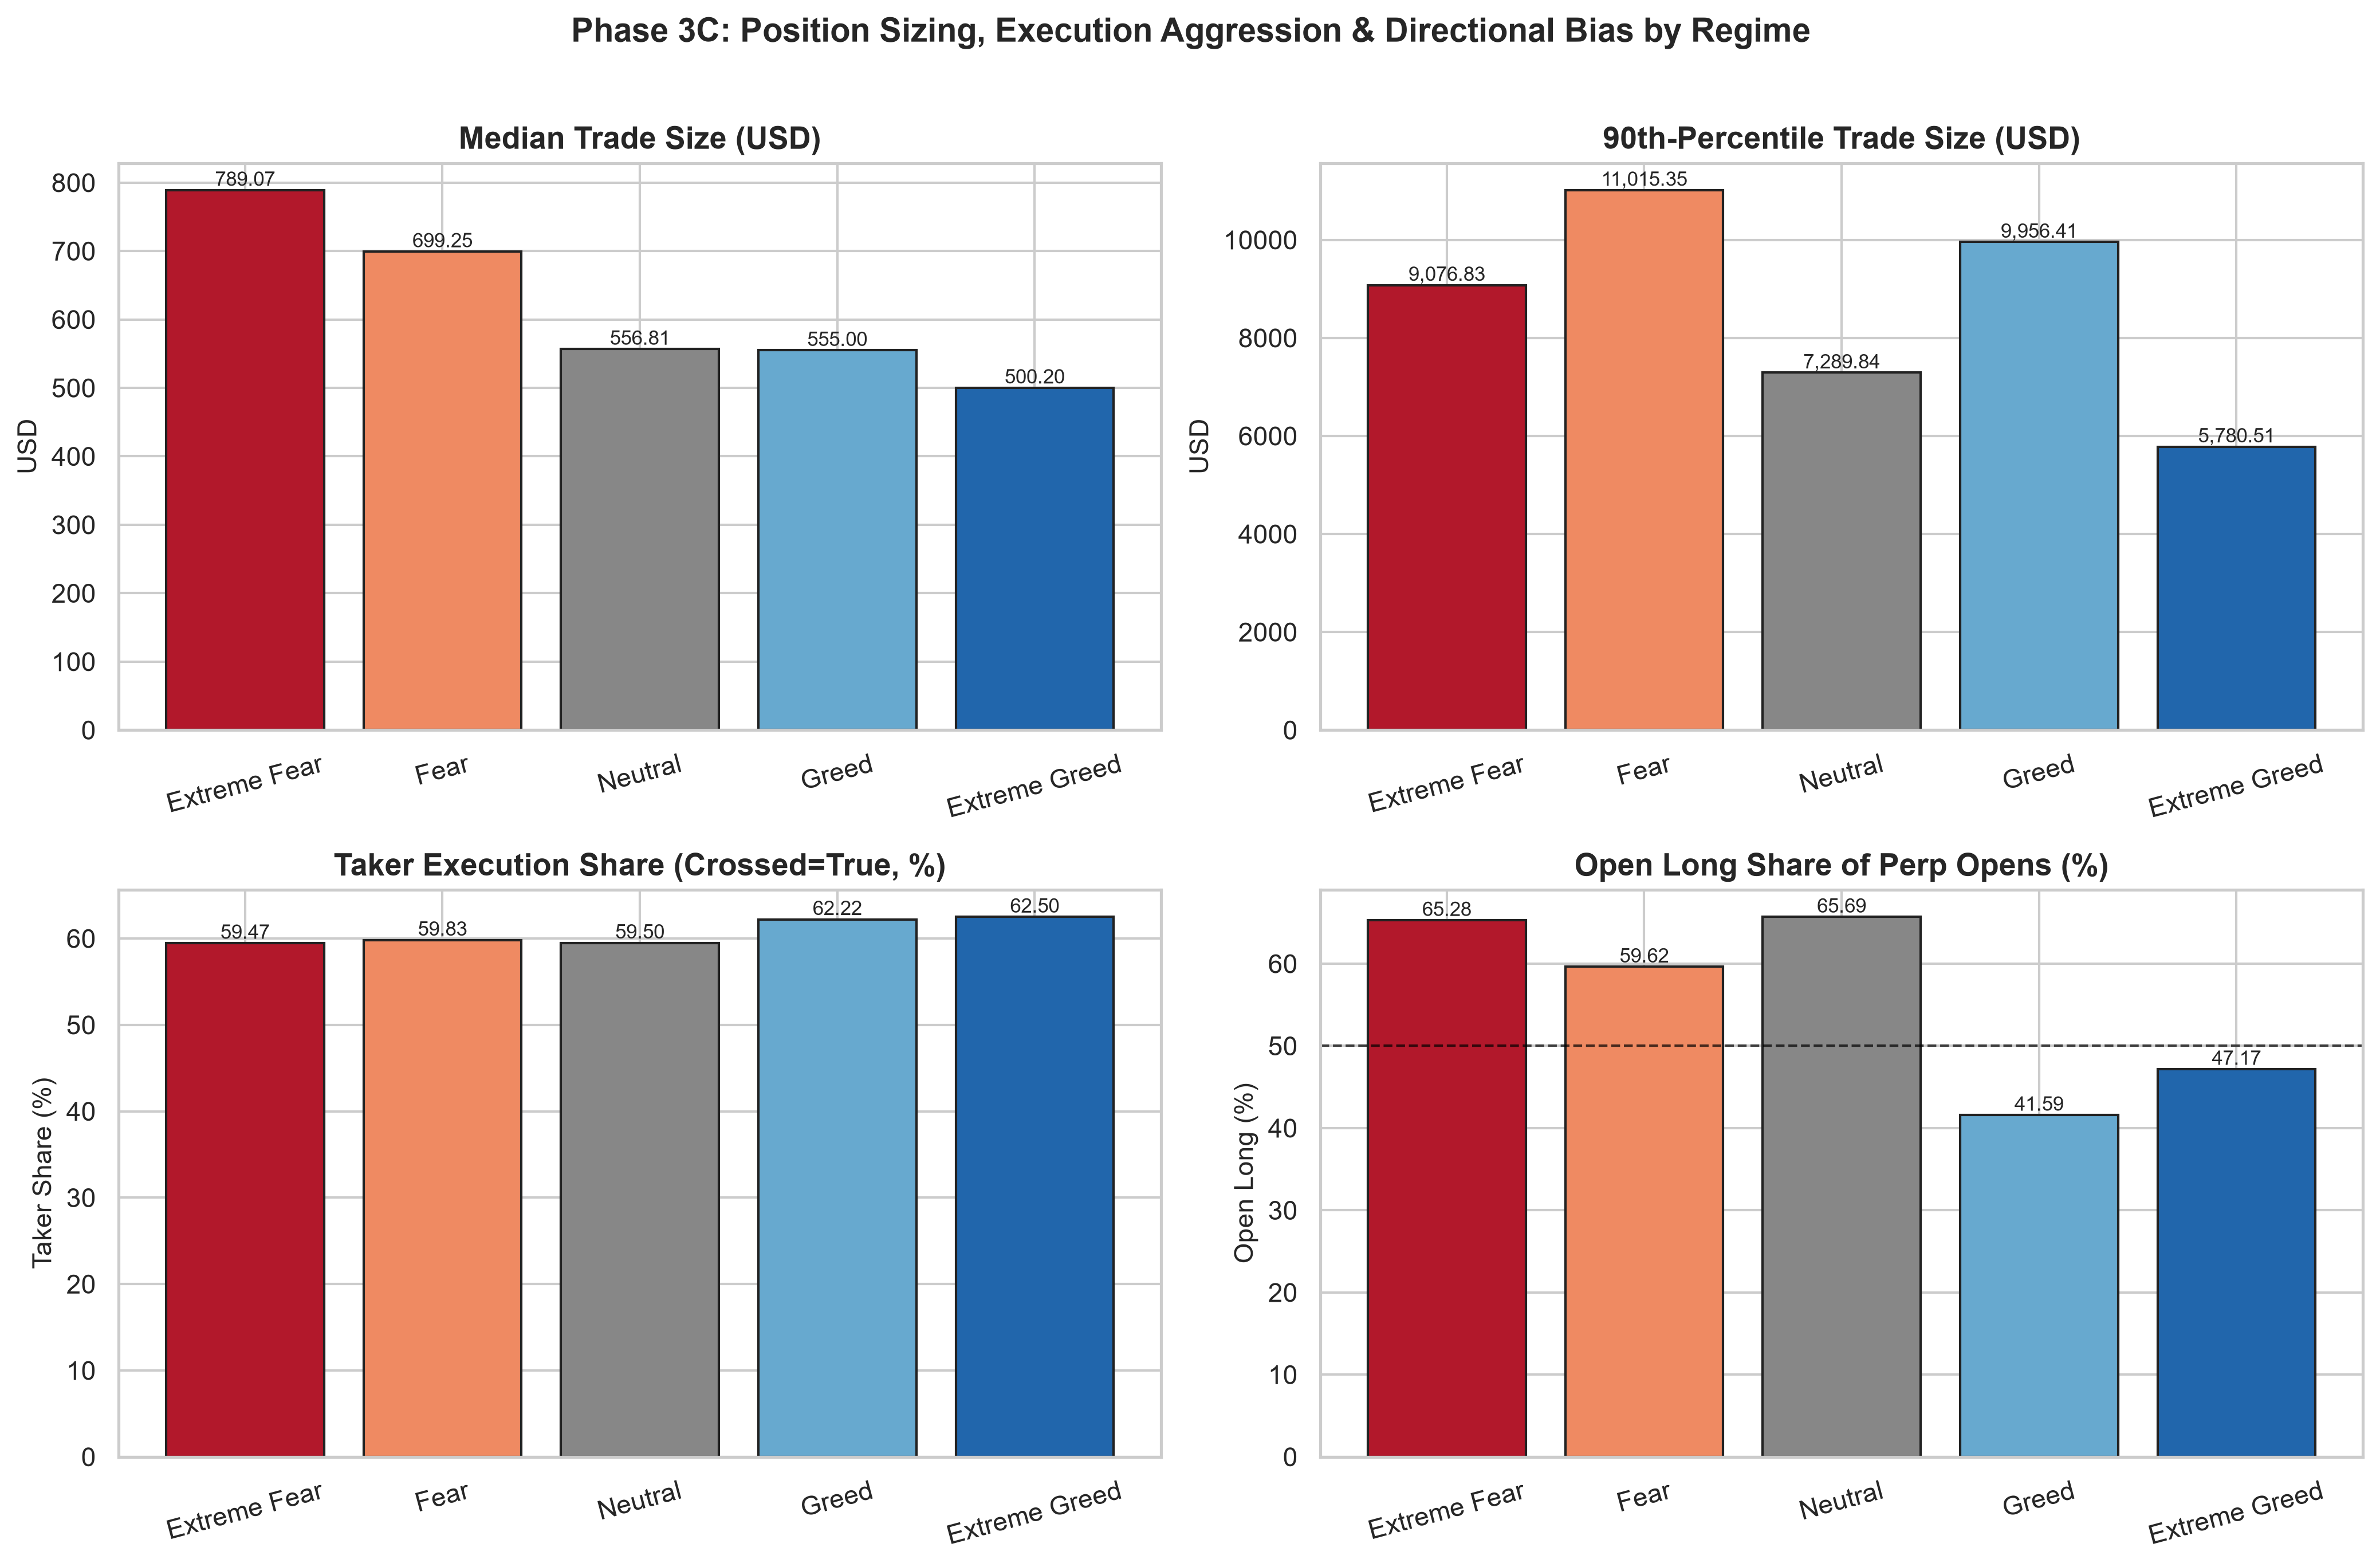 Phase 3C: Position Sizing, Execution Aggression & Directional Bias by Regime
Median Trade Size (USD)
USD
800
700
600
500
400
300
200
100
0
789.07
699.25
556.81
555.00
500.20
Extreme Fear
Fear
Neutral
Greed
Extreme Greed
90th-Percentile Trade Size (USD)
USD
10000
8000
6000
4000
2000
0
9,076.83
11,015.35
7,289.84
9,956.41
5,780.51
Extreme Fear
Fear
Neutral
Greed
Extreme Greed
Taker Execution Share (Crossed=True, %)
Taker Share (%)
60
50
40
30
20
10
0
59.47
59.83
59.50
62.22
62.50
Extreme Fear
Fear
Neutral
Greed
Extreme Greed
Open Long Share of Perp Opens (%)
Open Long (%)
60
50
40
30
20
10
0
65.28
59.62
65.69
41.59
47.17
Extreme Fear
Fear
Neutral
Greed
Extreme Greed